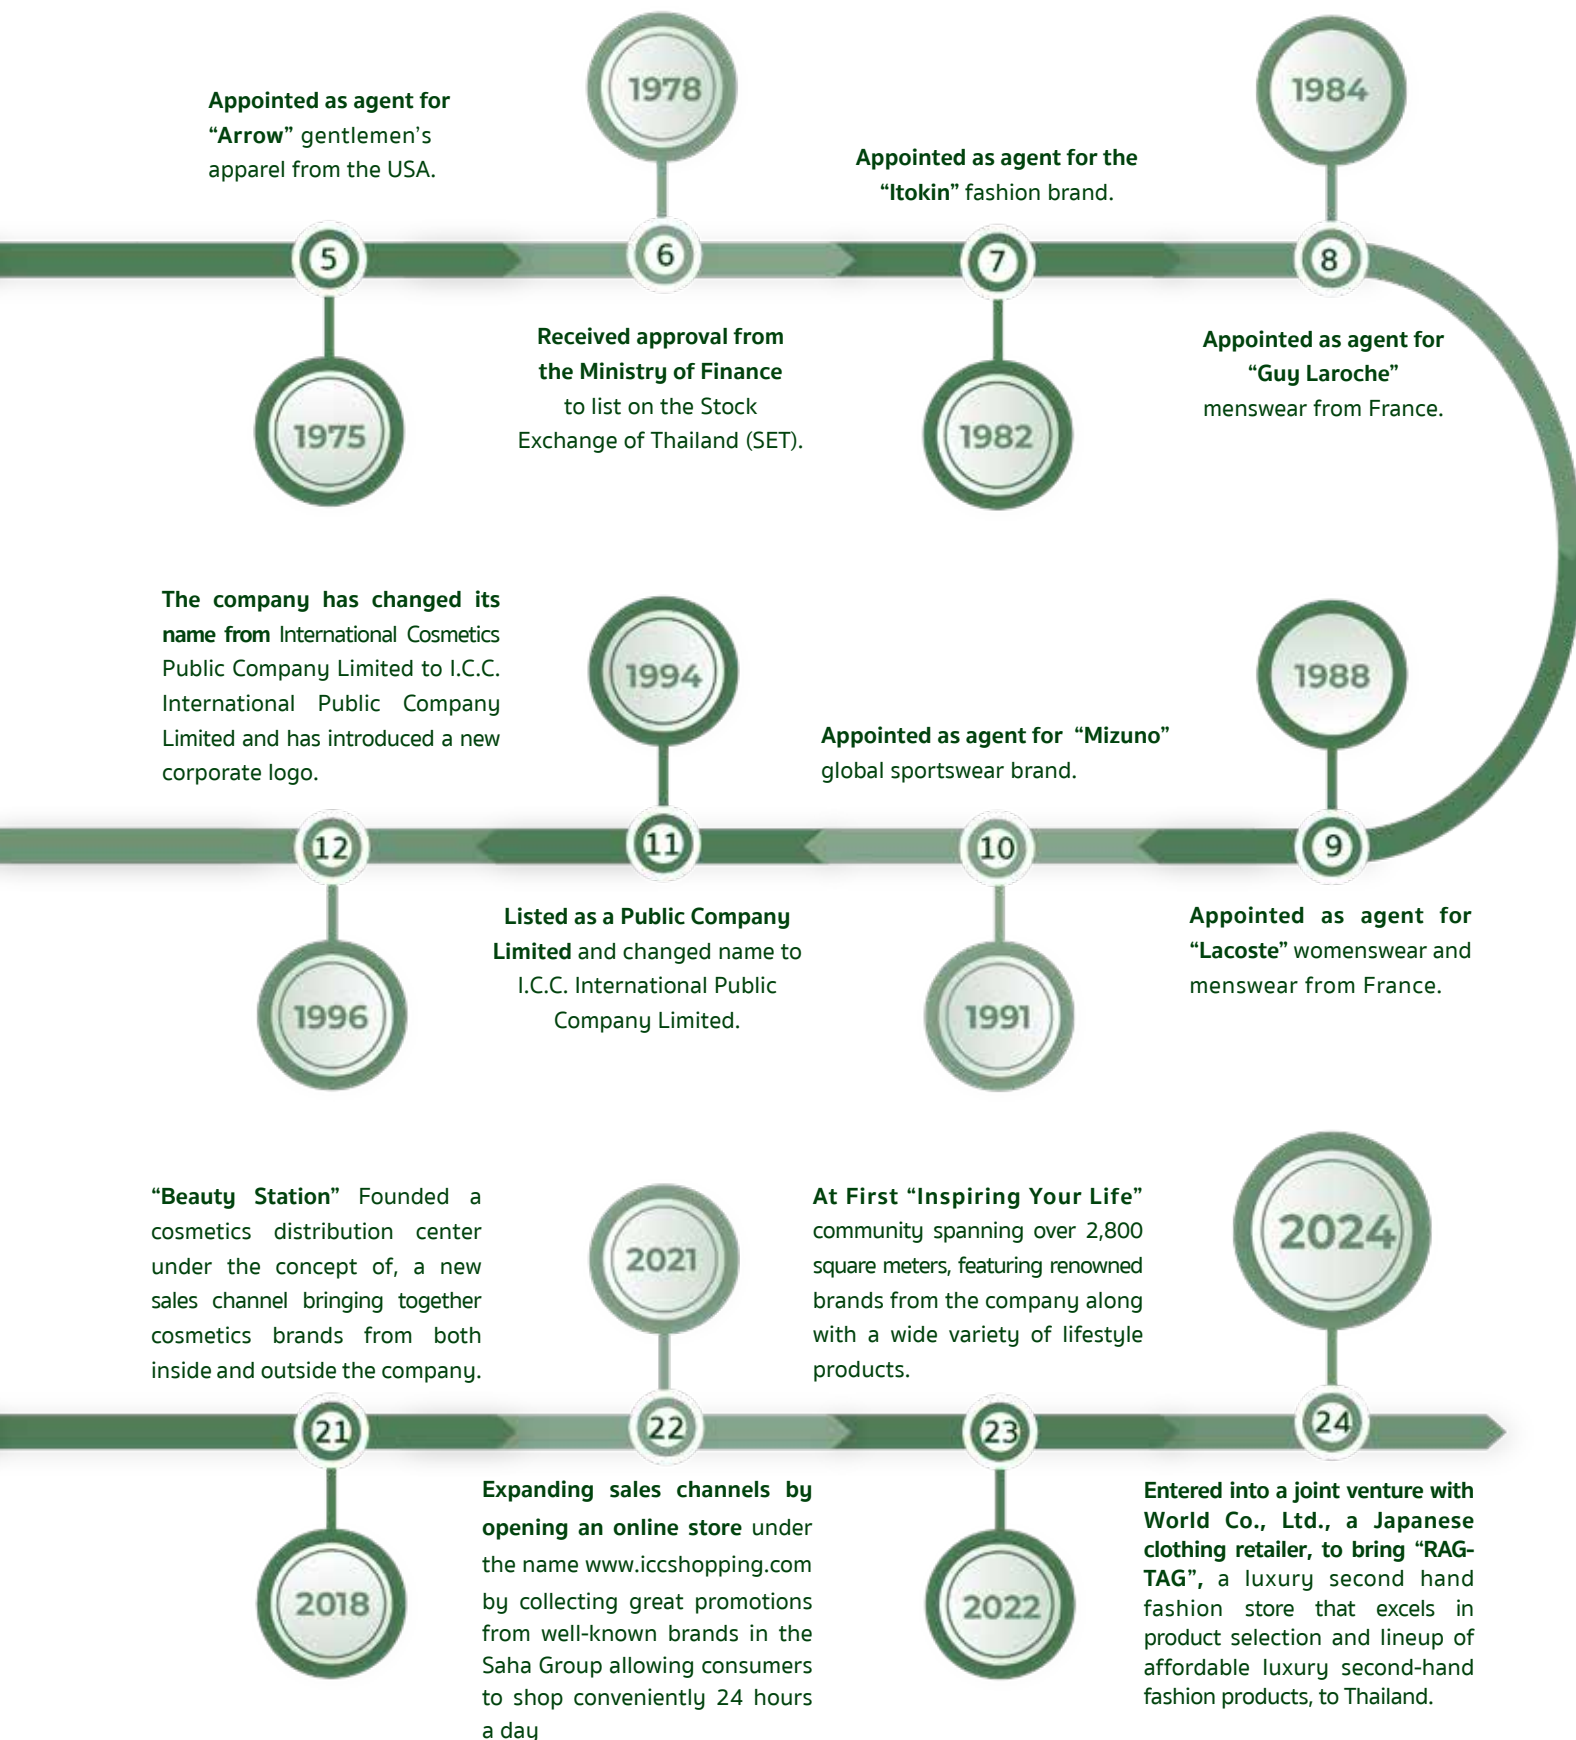 Appointed as agent for
“Arrow” gentlemen’s
apparel from the USA.
5
1975
1978
6
Received approval from
the Ministry of Finance
to list on the Stock
Exchange of Thailand (SET).
Appointed as agent for the
“Itokin” fashion brand.
7
1982
1984
8
Appointed as agent for
“Guy Laroche”
menswear from France.
1988
9
Appointed as agent for
“Lacoste” womenswear and
menswear from France.
Appointed as agent for “Mizuno”
global sportswear brand.
10
1991
1994
11
Listed as a Public Company
Limited and changed name to
I.C.C. International Public
Company Limited.
The company has changed its
name from International Cosmetics
Public Company Limited to I.C.C.
International Public Company
Limited and has introduced a new
corporate logo.
12
1996
“Beauty Station” Founded a
cosmetics distribution center
under the concept of, a new
sales channel bringing together
cosmetics brands from both
inside and outside the company.
21
2018
2021
22
Expanding sales channels by
opening an online store under
the name www.iccshopping.com
by collecting great promotions
from well-known brands in the
Saha Group allowing consumers
to shop conveniently 24 hours
a day
At First “Inspiring Your Life”
community spanning over 2,800
square meters, featuring renowned
brands from the company along
with a wide variety of lifestyle
products.
23
2022
2024
24
Entered into a joint venture with
World Co., Ltd., a Japanese
clothing retailer, to bring “RAG-
TAG”, a luxury second hand
fashion store that excels in
product selection and lineup of
affordable luxury second-hand
fashion products, to Thailand.